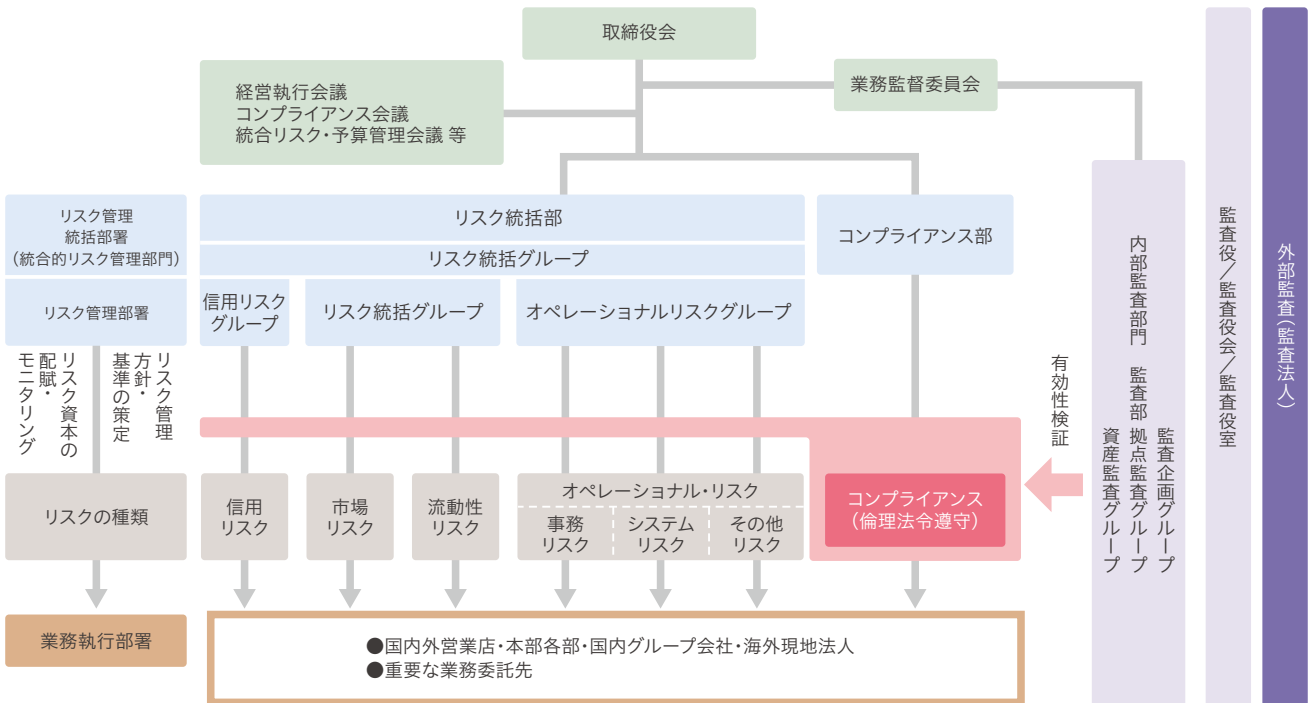 取締役会
経営執行会議
コンプライアンス会議
統合リスク・予算管理会議 等
業務監督委員会
リスク管理
統括部署
(統合的リスク管理部門)
リスク統括部
リスク統括グループ
コンプライアンス部
リスク管理部署
信用リスク
グループ
リスク統括グループ
オペレーショナルリスクグループ
リスク管理
方針・
基準の策定
リスク資本の
配賦・
モニタリング
リスクの種類
信用
リスク
市場
リスク
流動性
リスク
オペレーショナル・リスク
事務
リスク
システム
リスク
その他
リスク
コンプライアンス
(倫理法令遵守)
有効性検証
内部監査部門 監査部
監査企画グループ
拠点監査グループ
資産監査グループ
監査役/監査役会/監査役室
外部監査(監査法人)
業務執行部署
●国内外営業店・本部各部・国内グループ会社・海外現地法人
●重要な業務委託先